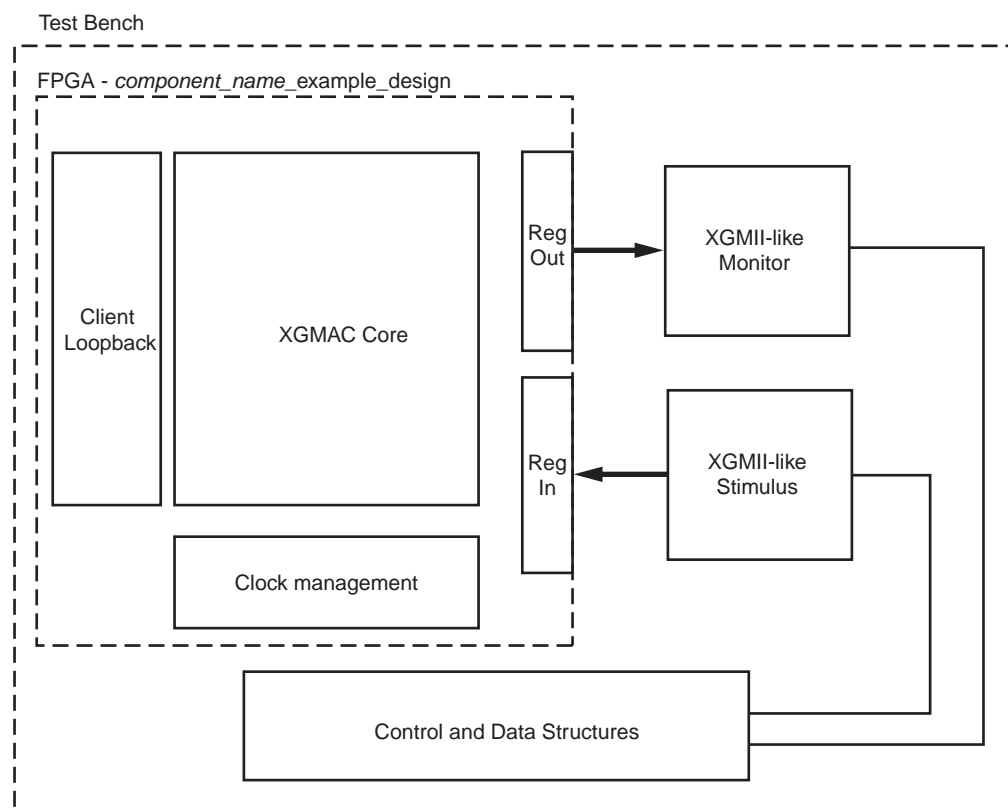 Test Bench
FPGA - component_name_example_design
Client
Loopback
XGMAC Core
Reg
Out
XGMII-like
Monitor
Reg
In
XGMII-like
Stimulus
Clock management
Control and Data Structures